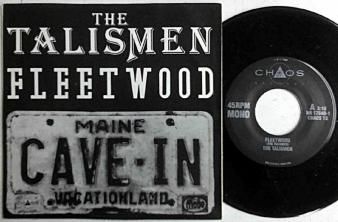 THE
TALISMEN
FLEETWOOD
MAINE
CAVE-IN
VACATIONLAND
CHAOS
45RPM
MONO
A
FLEETWOOD
THE TALISMEN